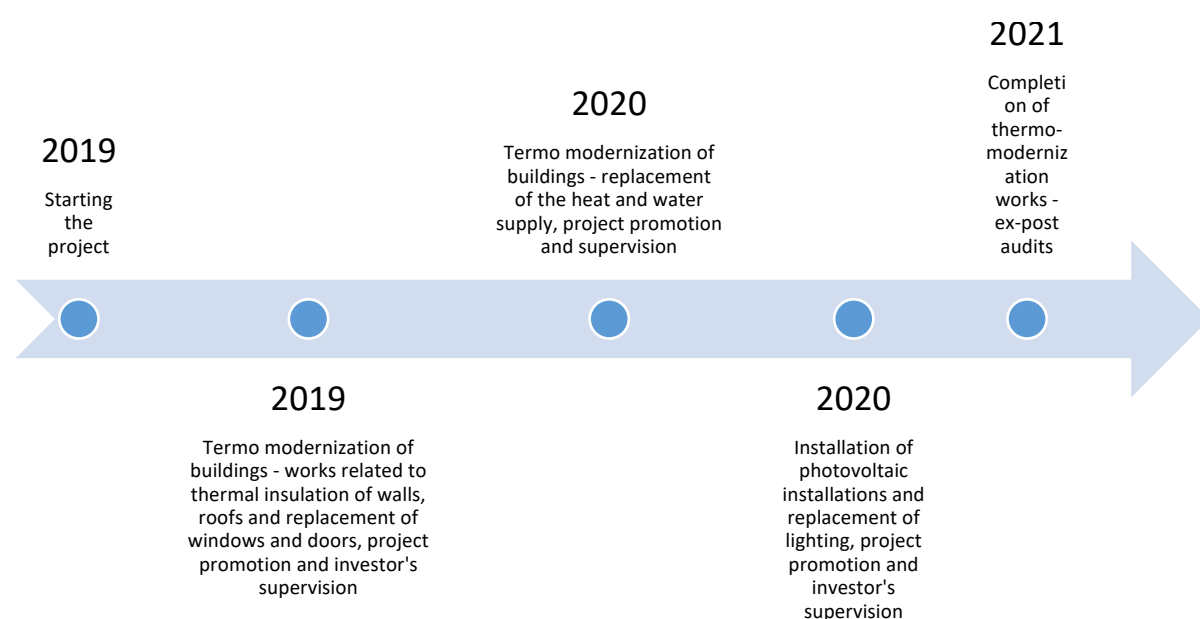 2019
Starting
the
project
2019
Termo modernization of
buildings - works related to
thermal insulation of walls,
roofs and replacement of
windows and doors, project
promotion and investor's
supervision
2020
Termo modernization of
buildings - replacement
of the heat and water
supply, project promotion
and supervision
2020
Installation of
photovoltaic
installations and
replacement of
lighting, project
promotion and
investor's
supervision
2021
Completi
on of
thermo-
moderniz
ation
works -
ex-post
audits